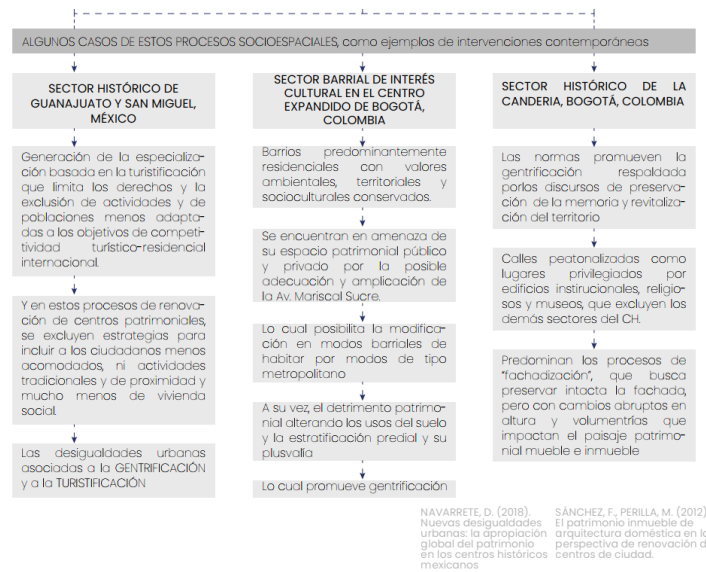 ALGUNOS CASOS DE ESTOS PROCESOS SOCIOESPACIALES, como ejemplos de intervenciones contemporáneas
SECTOR HISTÓRICO DE
GUANAJUATO Y SAN MIGUEL,
MÉXICO
Generación de la especializa-
ción basada en la turistificación
que limita los derechos y la
exclusión de actividades y de
poblaciones menos adapta-
das a los objetivos de competi-
tividad turístico-residencial
internacional.
Y en estos procesos de renova-
ción de centros patrimoniales,
se excluyen estrategias para
incluir a los ciudadanos menos
acomodados, ni actividades
tradicionales y de proximidad y
mucho menos de vivienda
social.
Las desigualdades urbanas
asociadas a la GENTRIFICACIÓN
y a la TURISTIFICACIÓN
SECTOR BARRIAL DE INTERÉS
CULTURAL EN EL CENTRO
EXPANDIDO DE BOGOTÁ,
COLOMBIA
Barrios predominantemente
residenciales con valores
ambientales, territoriales y
socioculturales conservados.
Se encuentran en amenaza de
su espacio patrimonial público
y privado por la posible
adecuación y amplicación de
la Av. Mariscal Sucre.
Lo cual posibilita la modifica-
ción en modos barriales de
habitar por modos de tipo
metropolitano
A su vez, el detrimento patrimo-
nial alterando los usos del suelo
y la estratificación predial y su
plusvalía
Lo cual promueve gentrificación
SECTOR HISTÓRICO DE LA
CANDERIA, BOGOTÁ, COLOMBIA
Las normas promueven la
gentrificación respaldada
porlos discursos de preserva-
ción de la memoria y revitaliza-
ción del territorio
Calles peatonalizadas como
lugares privilegiados por
edificios institucionales, religio-
sos y museos, que excluyen los
demás sectores del CH.
Predominan los procesos de
"fachadización", que busca
preservar intacta la fachada,
pero con cambios abruptos en
altura y volumentrías que
impactan el paisaje patrimo-
nial mueble e inmueble
NAVARRETE, D. (2018).
Nuevas desigualdades
urbanas: la apropiación
global del patrimonio
en los centros históricos
mexicanos
SÁNCHEZ, F., PERILLA, M. (2012)
El patrimonio inmueble de
arquitectura doméstica en la
perspectiva de renovación d
centros de ciudad.